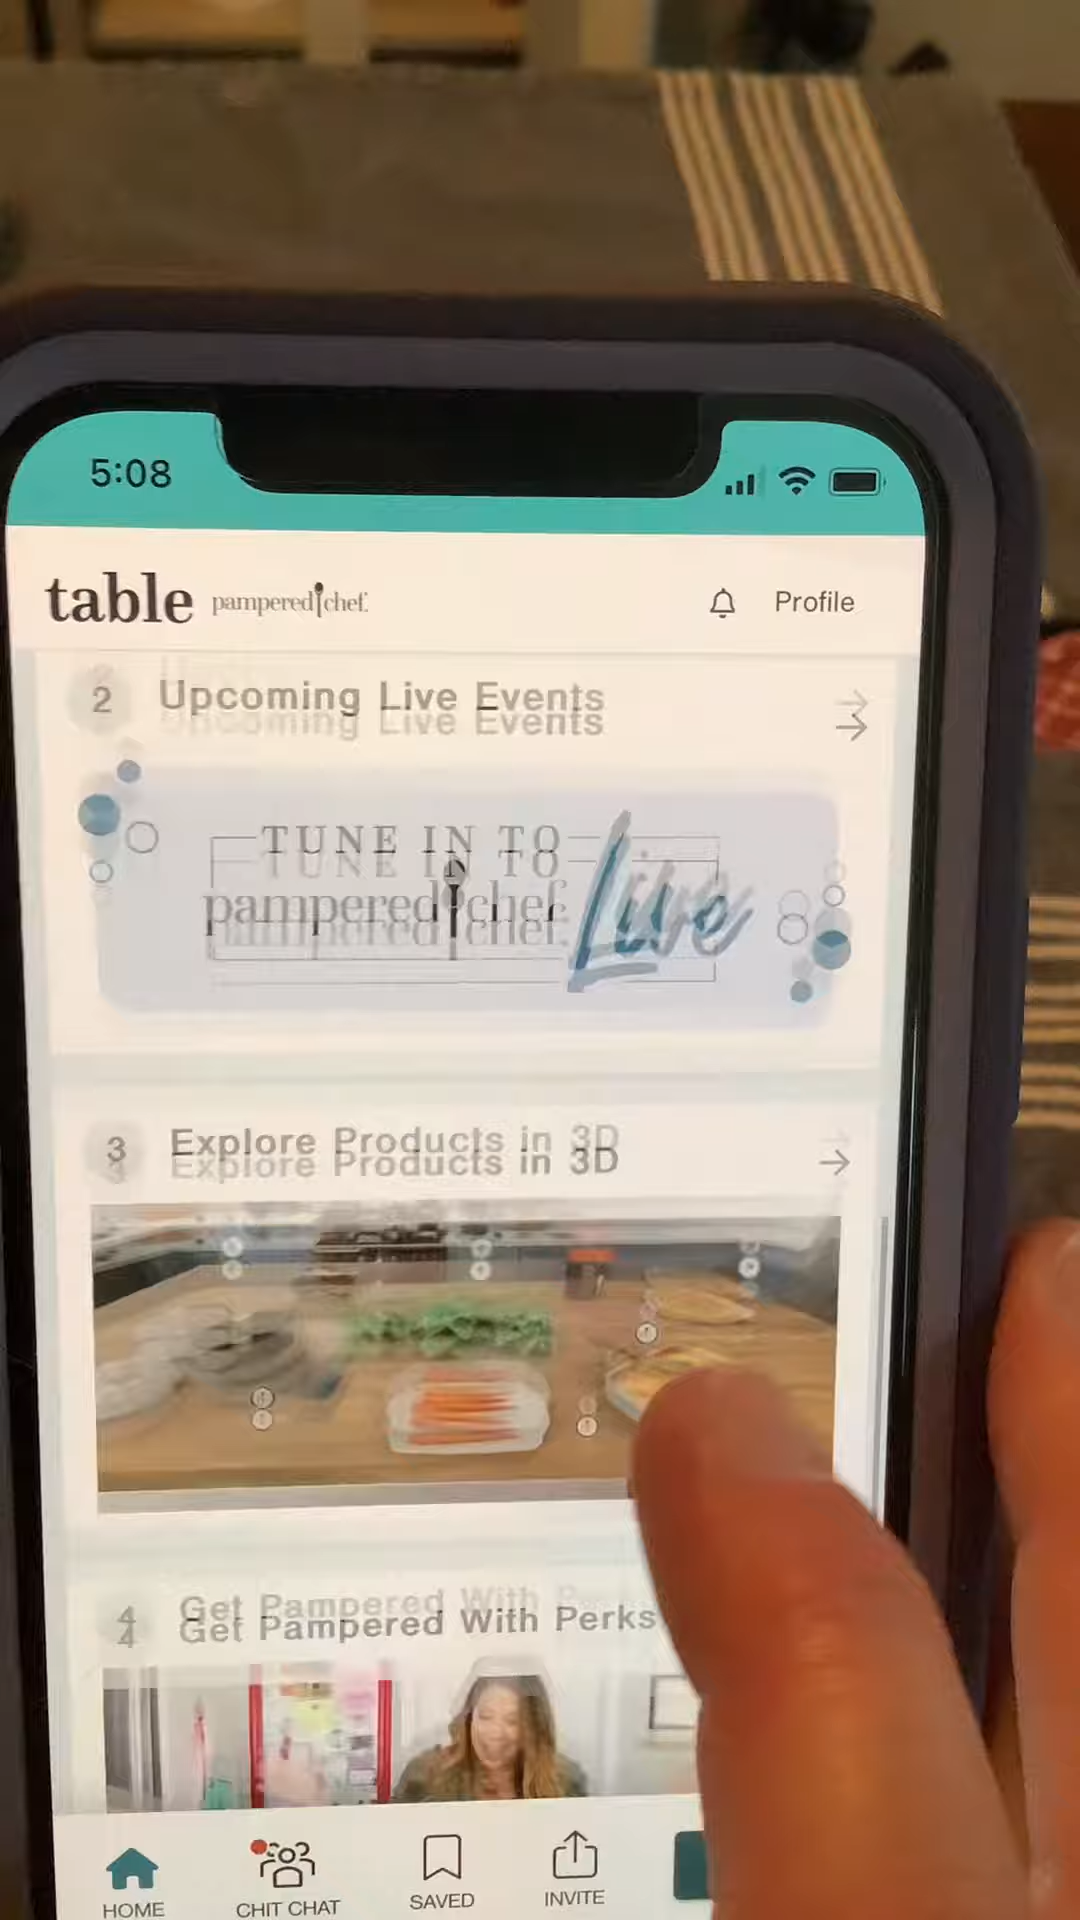 5:08
table pampered chef. Profile
2 Upcoming Live Events
TUNE IN TO
pampered chef. Live
3 Explore Products in 3D
4 Get Pampered With Perks
HOME CHIT CHAT SAVED INVITE